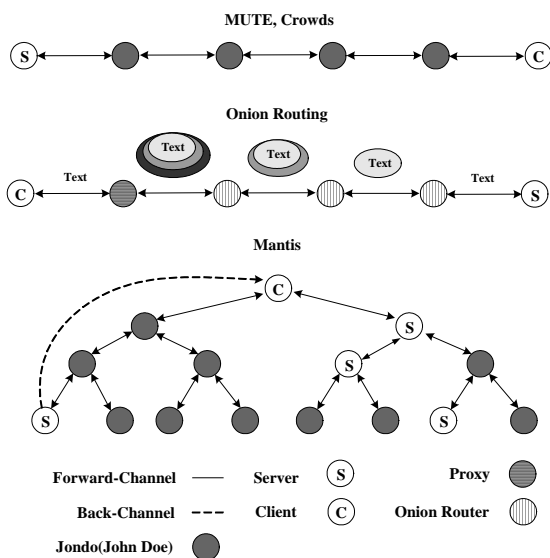 MUTE, Crowds
S C
Onion Routing
Text Text Text
Text Text
C S
Mantis
C
S
S
S S
Forward-Channel Server S Proxy
Back-Channel Client C Onion Router
Jondo(John Doe)